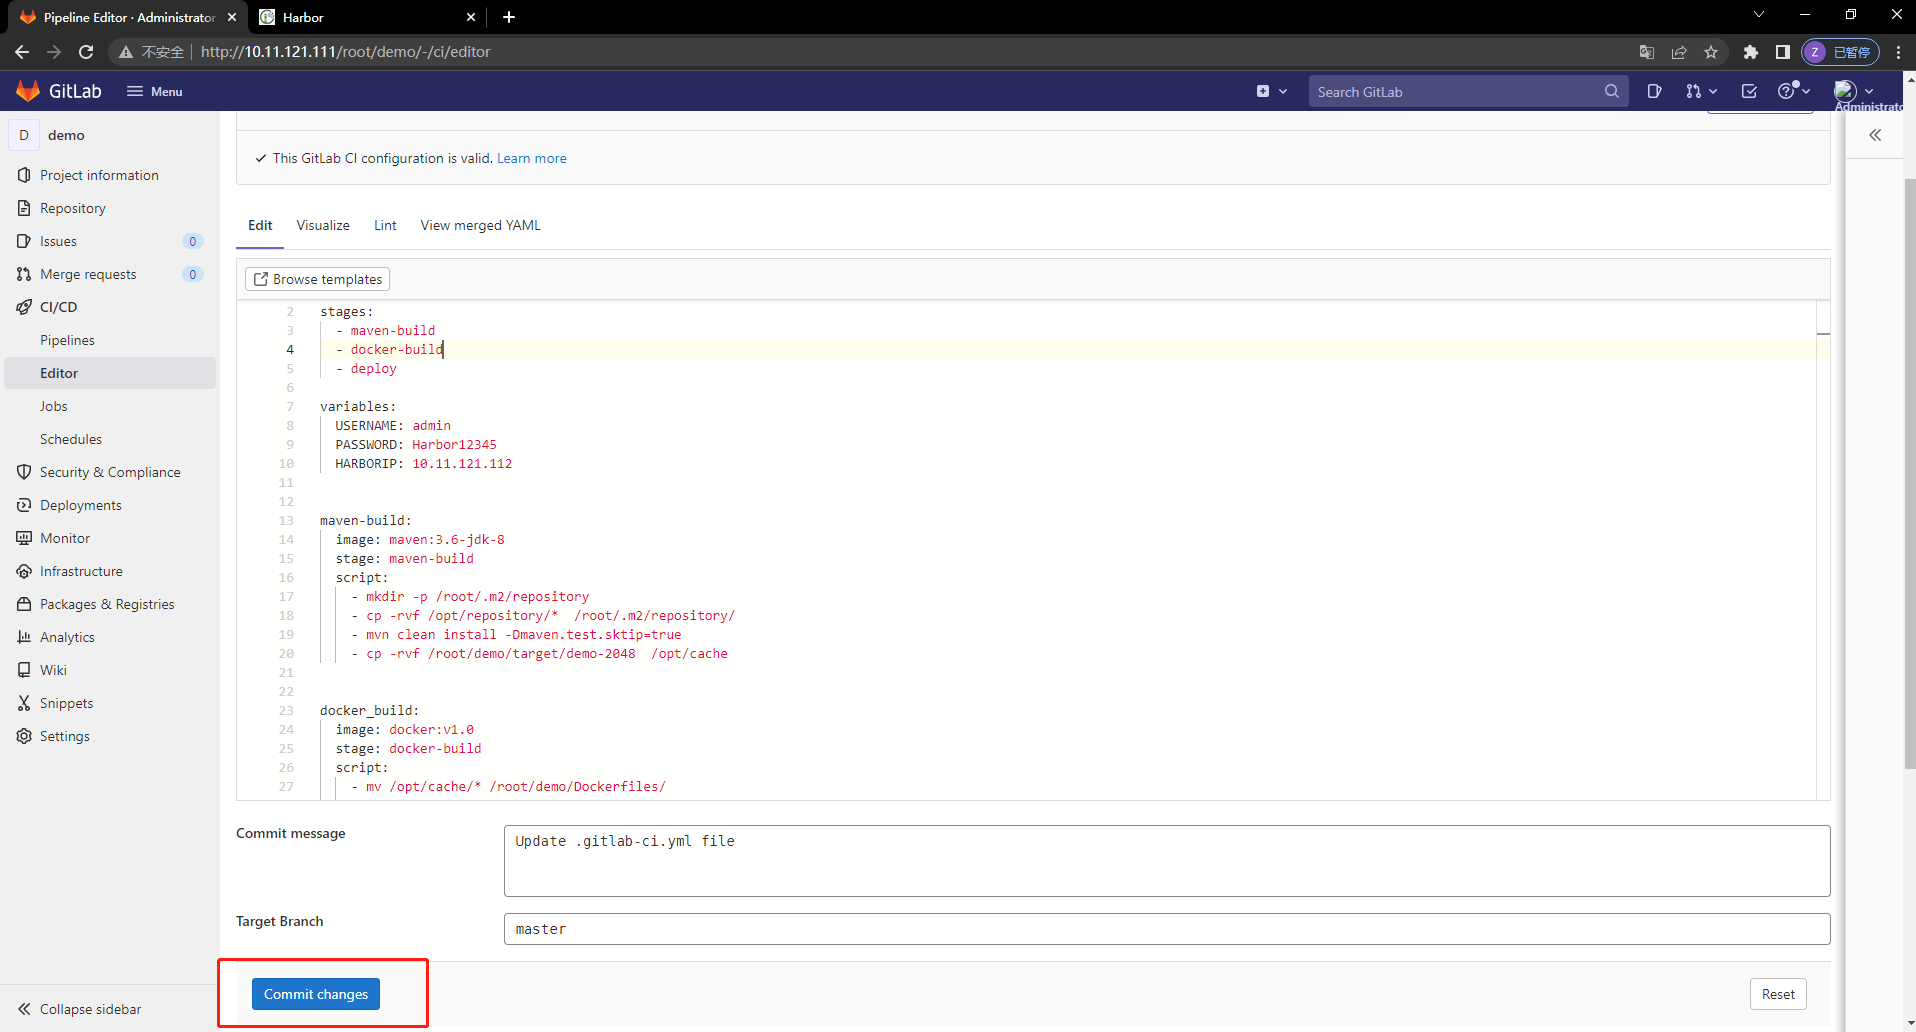 Pipeline Editor · Administrator
Harbor
不安全 http://10.11.121.111/root/demo/-/ci/editor
Z 已暂停
GitLab
Menu
Search GitLab
Administrato
D demo
Project information
Repository
Issues 0
Merge requests 0
CI/CD
Pipelines
Editor
Jobs
Schedules
Security & Compliance
Deployments
Monitor
Infrastructure
Packages & Registries
Analytics
Wiki
Snippets
Settings
Collapse sidebar
This GitLab CI configuration is valid. Learn more
Edit Visualize Lint View merged YAML
Browse templates
2 stages:
3 - maven-build
4 - docker-build
5 - deploy
6
7 variables:
8 USERNAME: admin
9 PASSWORD: Harbor12345
10 HARBORIP: 10.11.121.112
11
12
13 maven-build:
14 image: maven:3.6-jdk-8
15 stage: maven-build
16 script:
17 - mkdir -p /root/.m2/repository
18 - cp -rvf /opt/repository/* /root/.m2/repository/
19 - mvn clean install -Dmaven.test.sktip=true
20 - cp -rvf /root/demo/target/demo-2048 /opt/cache
21
22
23 docker_build:
24 image: docker:v1.0
25 stage: docker-build
26 script:
27 - mv /opt/cache/* /root/demo/Dockerfiles/
Commit message
Update .gitlab-ci.yml file
Target Branch
master
Commit changes
Reset